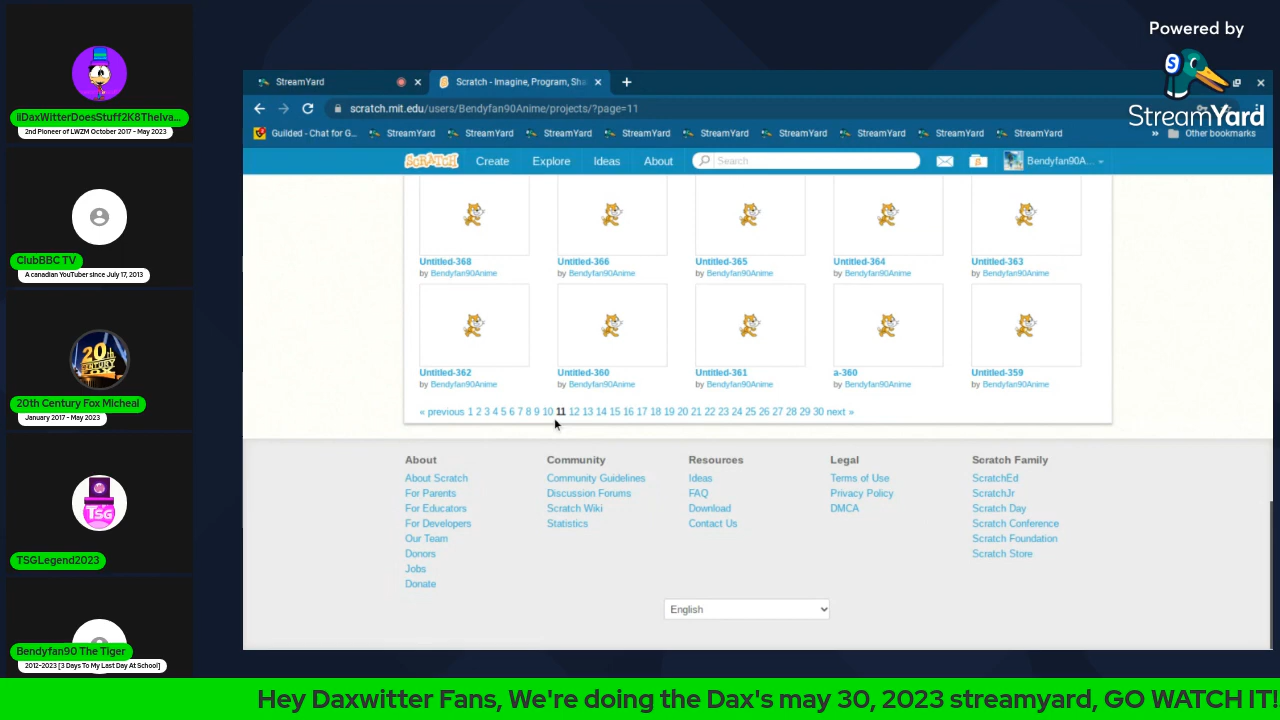 Powered by
StreamYard
StreamYard
Scratch - Imagine, Program, Sha
scratch.mit.edu/users/Bendyfan90Anime/projects/?page=11
Guilded - Chat for G... StreamYard StreamYard StreamYard StreamYard StreamYard StreamYard StreamYard StreamYard StreamYard » Other bookmarks
SCRATCH Create Explore Ideas About Search Bendyfan90A...
Untitled-368 Untitled-366 Untitled-365 Untitled-364 Untitled-363
by Bendyfan90Anime by Bendyfan90Anime by Bendyfan90Anime by Bendyfan90Anime by Bendyfan90Anime
Untitled-362 Untitled-360 Untitled-361 a-360 Untitled-359
by Bendyfan90Anime by Bendyfan90Anime by Bendyfan90Anime by Bendyfan90Anime by Bendyfan90Anime
« previous 1 2 3 4 5 6 7 8 9 10 11 12 13 14 15 16 17 18 19 20 21 22 23 24 25 26 27 28 29 30 next »
About
About Scratch
For Parents
For Educators
For Developers
Our Team
Donors
Jobs
Donate
Community
Community Guidelines
Discussion Forums
Scratch Wiki
Statistics
Resources
Ideas
FAQ
Download
Contact Us
Legal
Terms of Use
Privacy Policy
DMCA
Scratch Family
ScratchEd
ScratchJr
Scratch Day
Scratch Conference
Scratch Foundation
Scratch Store
English
iiDaxWitterDoesStuff2K8TheIva...
2nd Pioneer of LWZM October 2017 - May 2023
ClubBBC TV
A canadian YouTuber since July 17, 2013
20th Century Fox Micheal
January 2017 - May 2023
TSG
TSGLegend2023
Bendyfan90 The Tiger
2012-2023 [3 Days To My Last Day At School]
Hey Daxwitter Fans, We're doing the Dax's may 30, 2023 streamyard, GO WATCH IT!